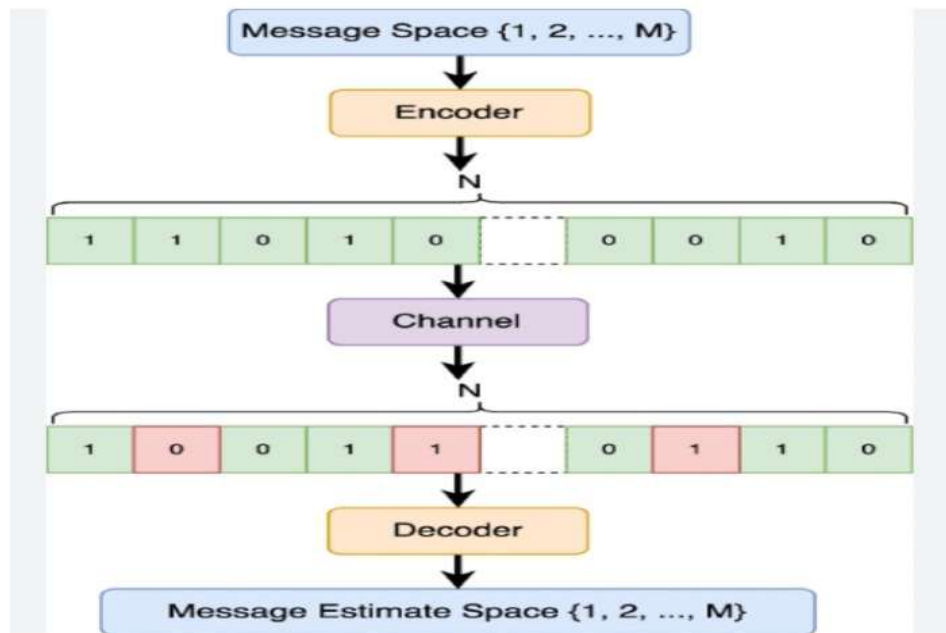 Message Space {1, 2, ..., M}
Encoder
N
1 1 0 1 0 0 0 1 0
Channel
N
1 0 0 1 1 0 1 1 0
Decoder
Message Estimate Space {1, 2, ..., M}